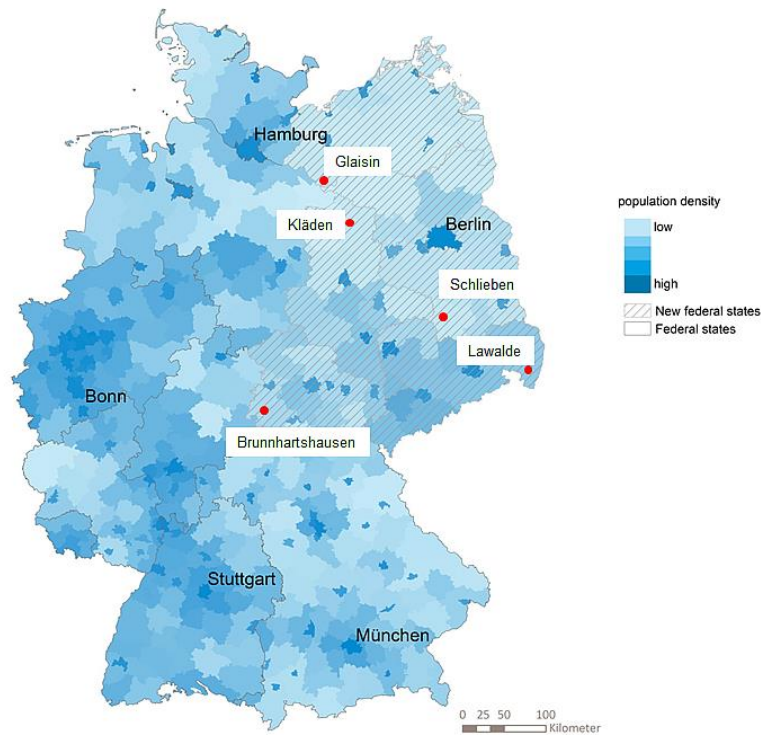 Hamburg
Glaisin
Kläden
Berlin
Schlieben
Lawalde
Bonn
Brunnhartshausen
Stuttgart
München
population density
low
high
New federal states
Federal states
0 25 50 100
Kilometer